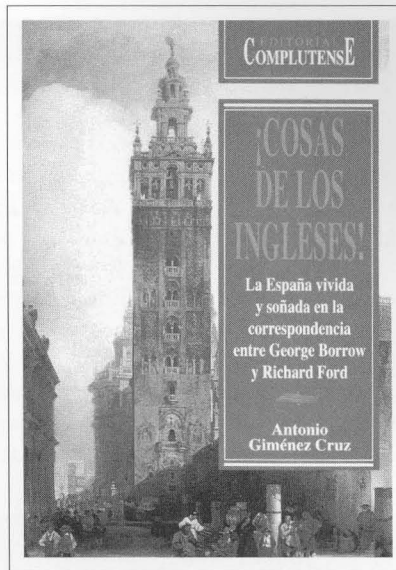 EDITORIAL
COMPLUTENSE
¡COSAS
DE LOS
INGLESES!
La España vivida
y soñada en la
correspondencia
entre George Borrow
y Richard Ford
Antonio
Giménez Cruz